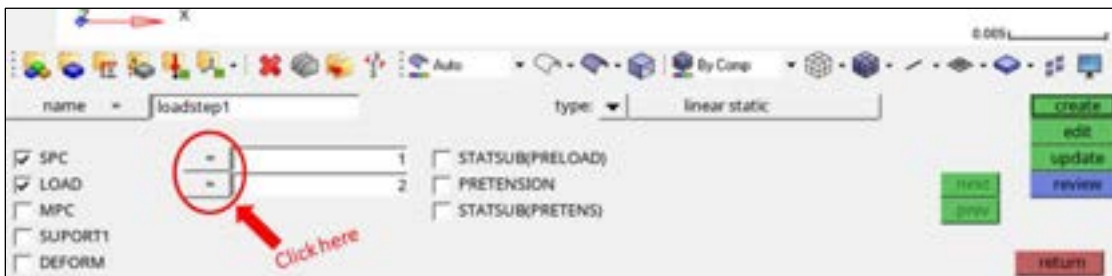 Z X
0.005
Auto By Comp
name = loadstep1 type: linear static create
edit
SPC = 1 STATSUB(PRELOAD) update
LOAD = 2 PRETENSION next review
MPC STATSUB(PRETENS) prev
SUPORT1
DEFORM return
Click here